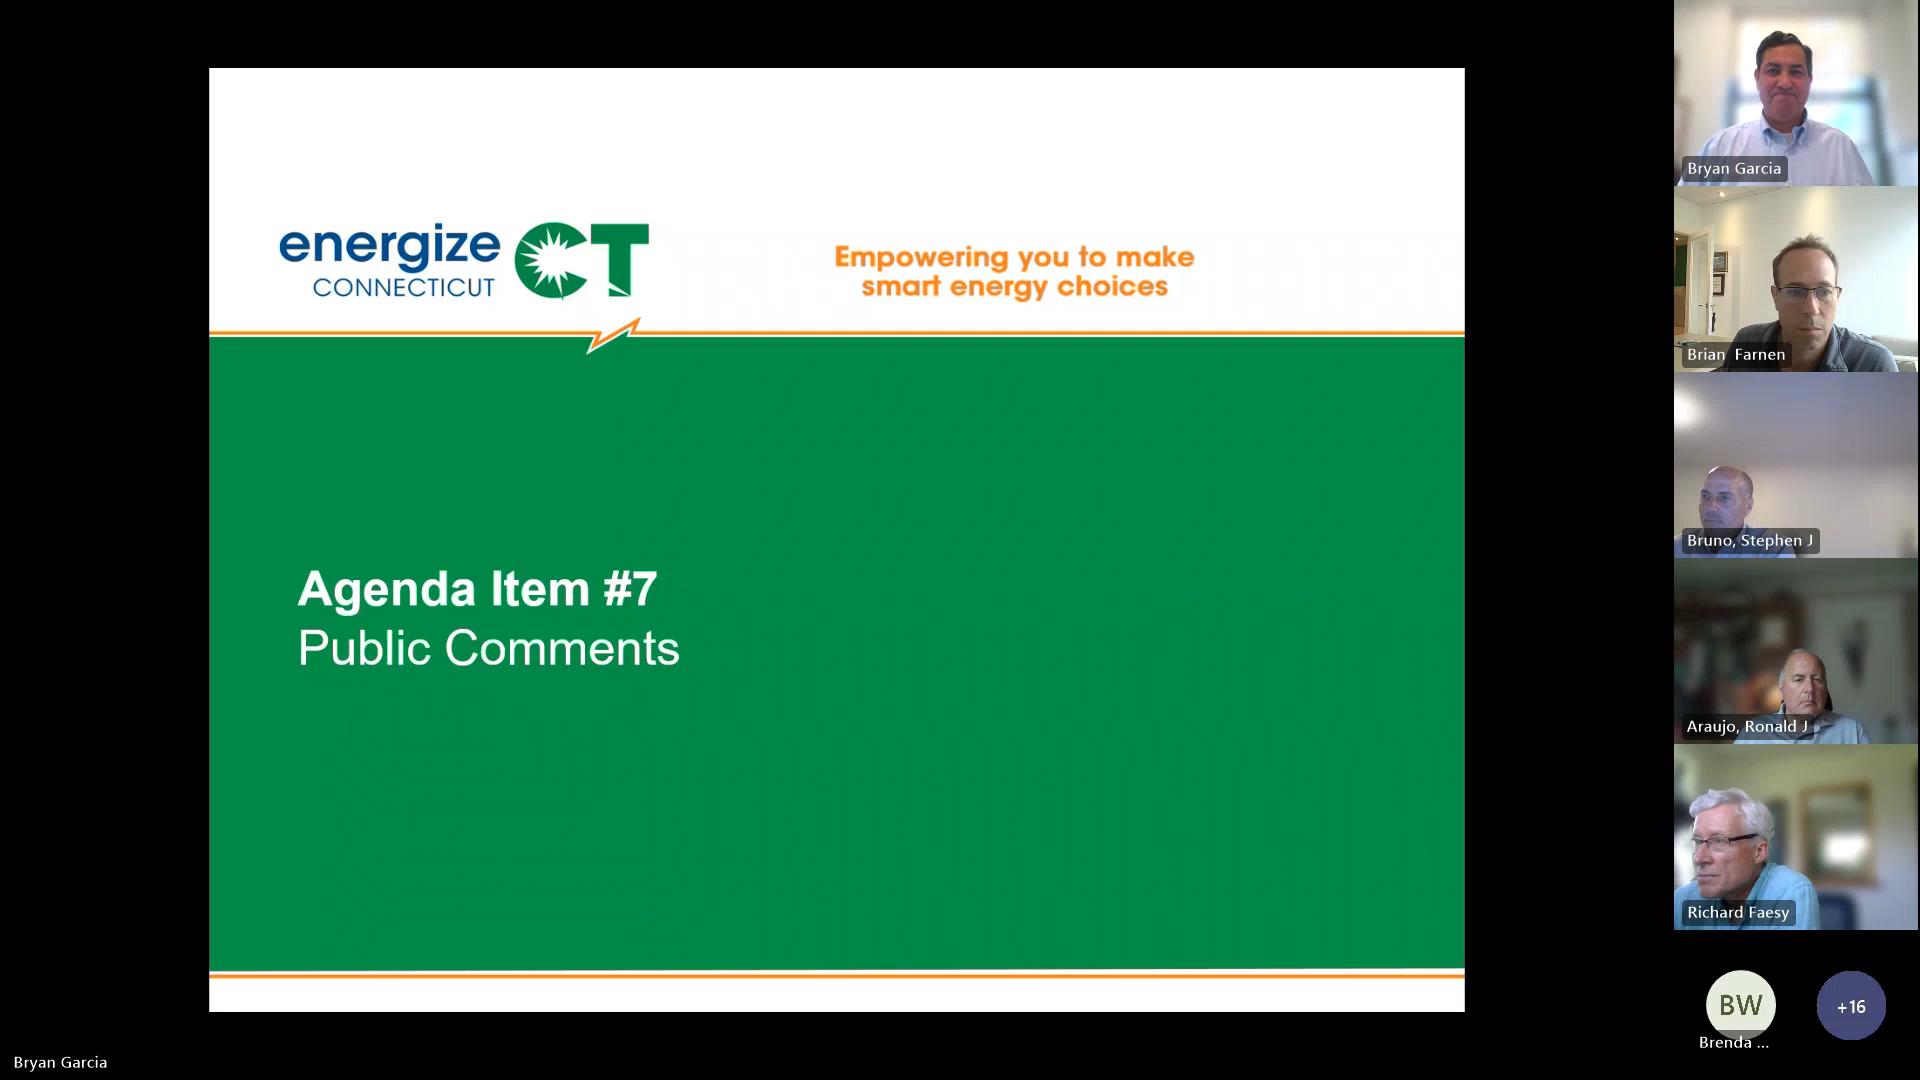 energize CT
CONNECTICUT
Empowering you to make
smart energy choices
Agenda Item #7
Public Comments
Bryan Garcia
Brian Farnen
Bruno, Stephen J
Araujo, Ronald J
Richard Faesy
BW
+16
Brenda ...
Bryan Garcia